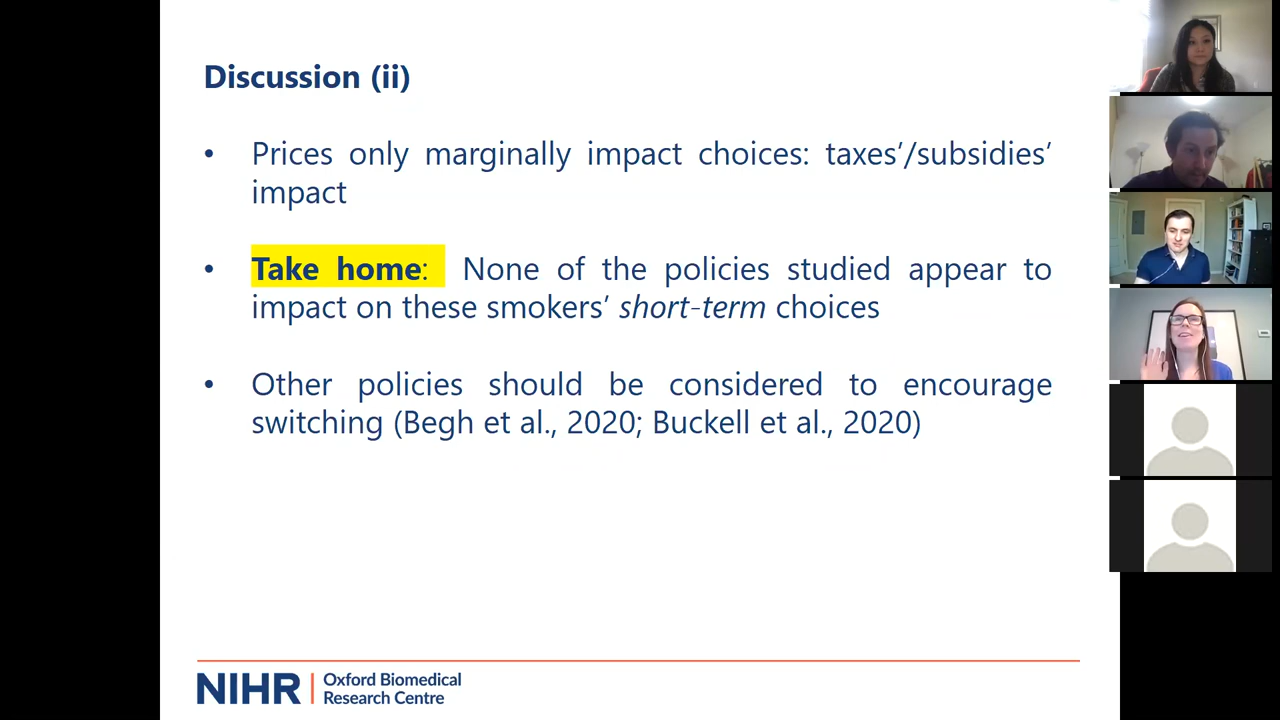 Discussion (ii)
• Prices only marginally impact choices: taxes’/subsidies’
impact
• Take home: None of the policies studied appear to
impact on these smokers’ short-term choices
• Other policies should be considered to encourage
switching (Begh et al., 2020; Buckell et al., 2020)
NIHR | Oxford Biomedical
Research Centre